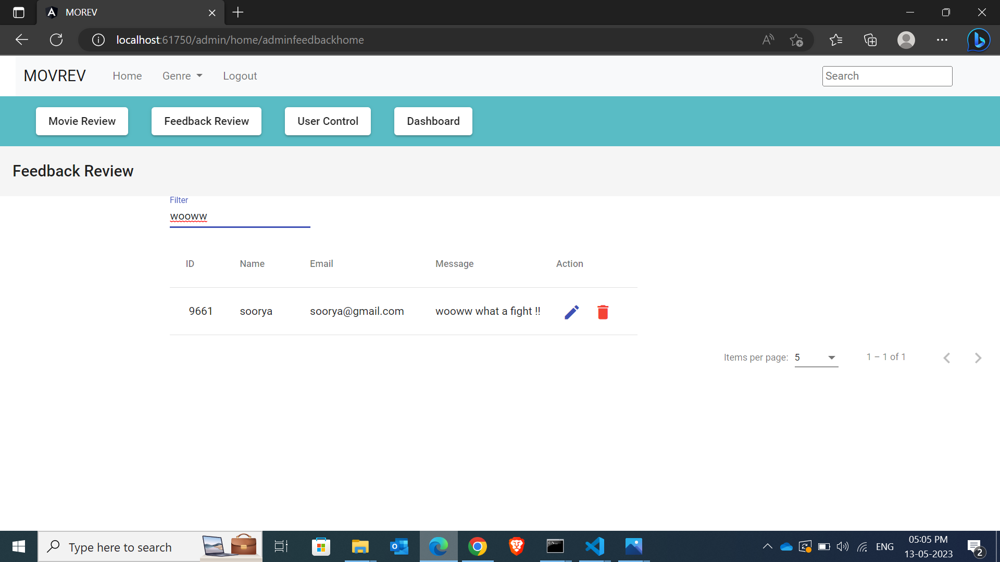 MOREV
localhost:61750/admin/home/adminfeedbackhome
MOVREV Home Genre Logout Search
Movie Review Feedback Review User Control Dashboard
Feedback Review
Filter
wooww
ID Name Email Message Action
9661 soorya soorya@gmail.com wooww what a fight !!
Items per page: 5 1 – 1 of 1
Type here to search
ENG
05:05 PM
13-05-2023
2